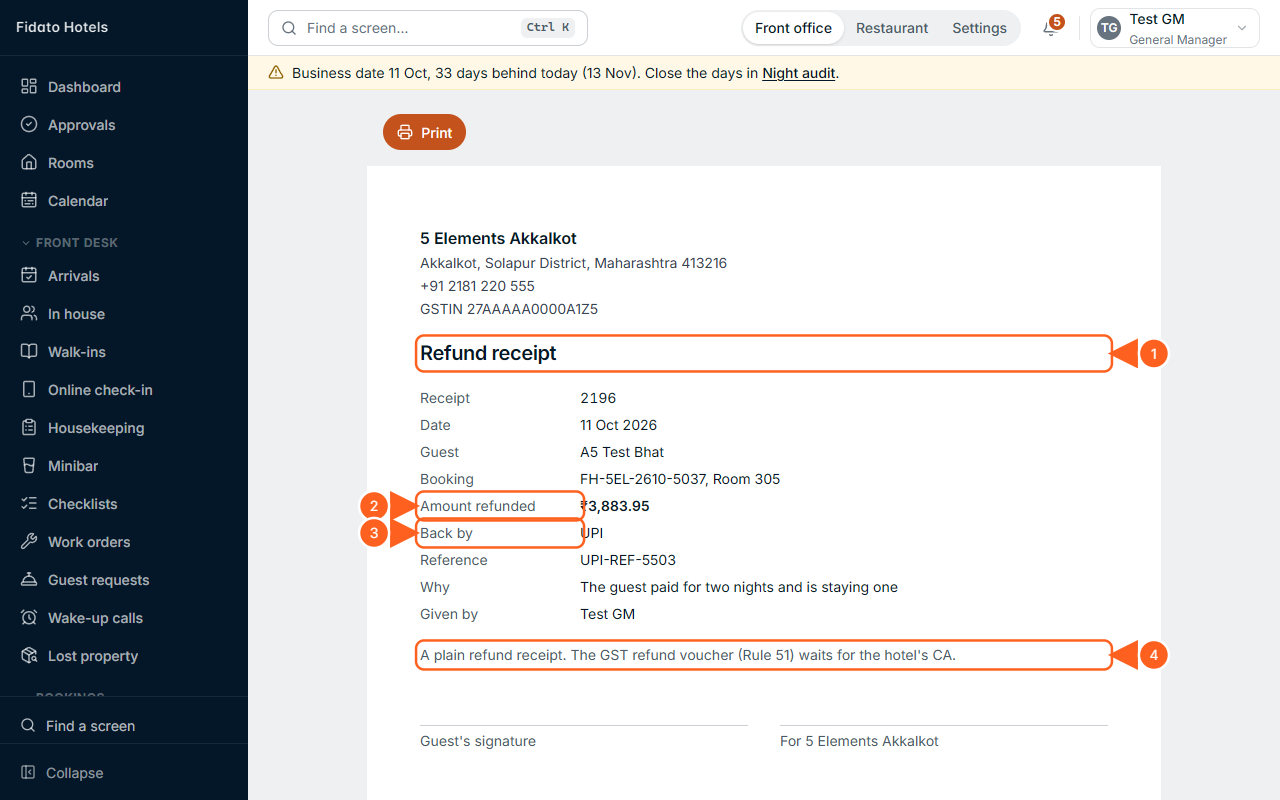 Fidato Hotels
Find a screen...
Ctrl K
Front office
Restaurant
Settings
5
TG
Test GM
General Manager
Business date 11 Oct, 33 days behind today (13 Nov). Close the days in Night audit.
Dashboard
Approvals
Rooms
Calendar
FRONT DESK
Arrivals
In house
Walk-ins
Online check-in
Housekeeping
Minibar
Checklists
Work orders
Guest requests
Wake-up calls
Lost property
BOOKINGS
Find a screen
Collapse
Print
5 Elements Akkalkot
Akkalkot, Solapur District, Maharashtra 413216
+91 2181 220 555
GSTIN 27AAAAA0000A1Z5
Refund receipt
1
Receipt 2196
Date 11 Oct 2026
Guest A5 Test Bhat
Booking FH-5EL-2610-5037, Room 305
2 Amount refunded ₹3,883.95
3 Back by UPI
Reference UPI-REF-5503
Why The guest paid for two nights and is staying one
Given by Test GM
A plain refund receipt. The GST refund voucher (Rule 51) waits for the hotel's CA.
4
Guest's signature
For 5 Elements Akkalkot